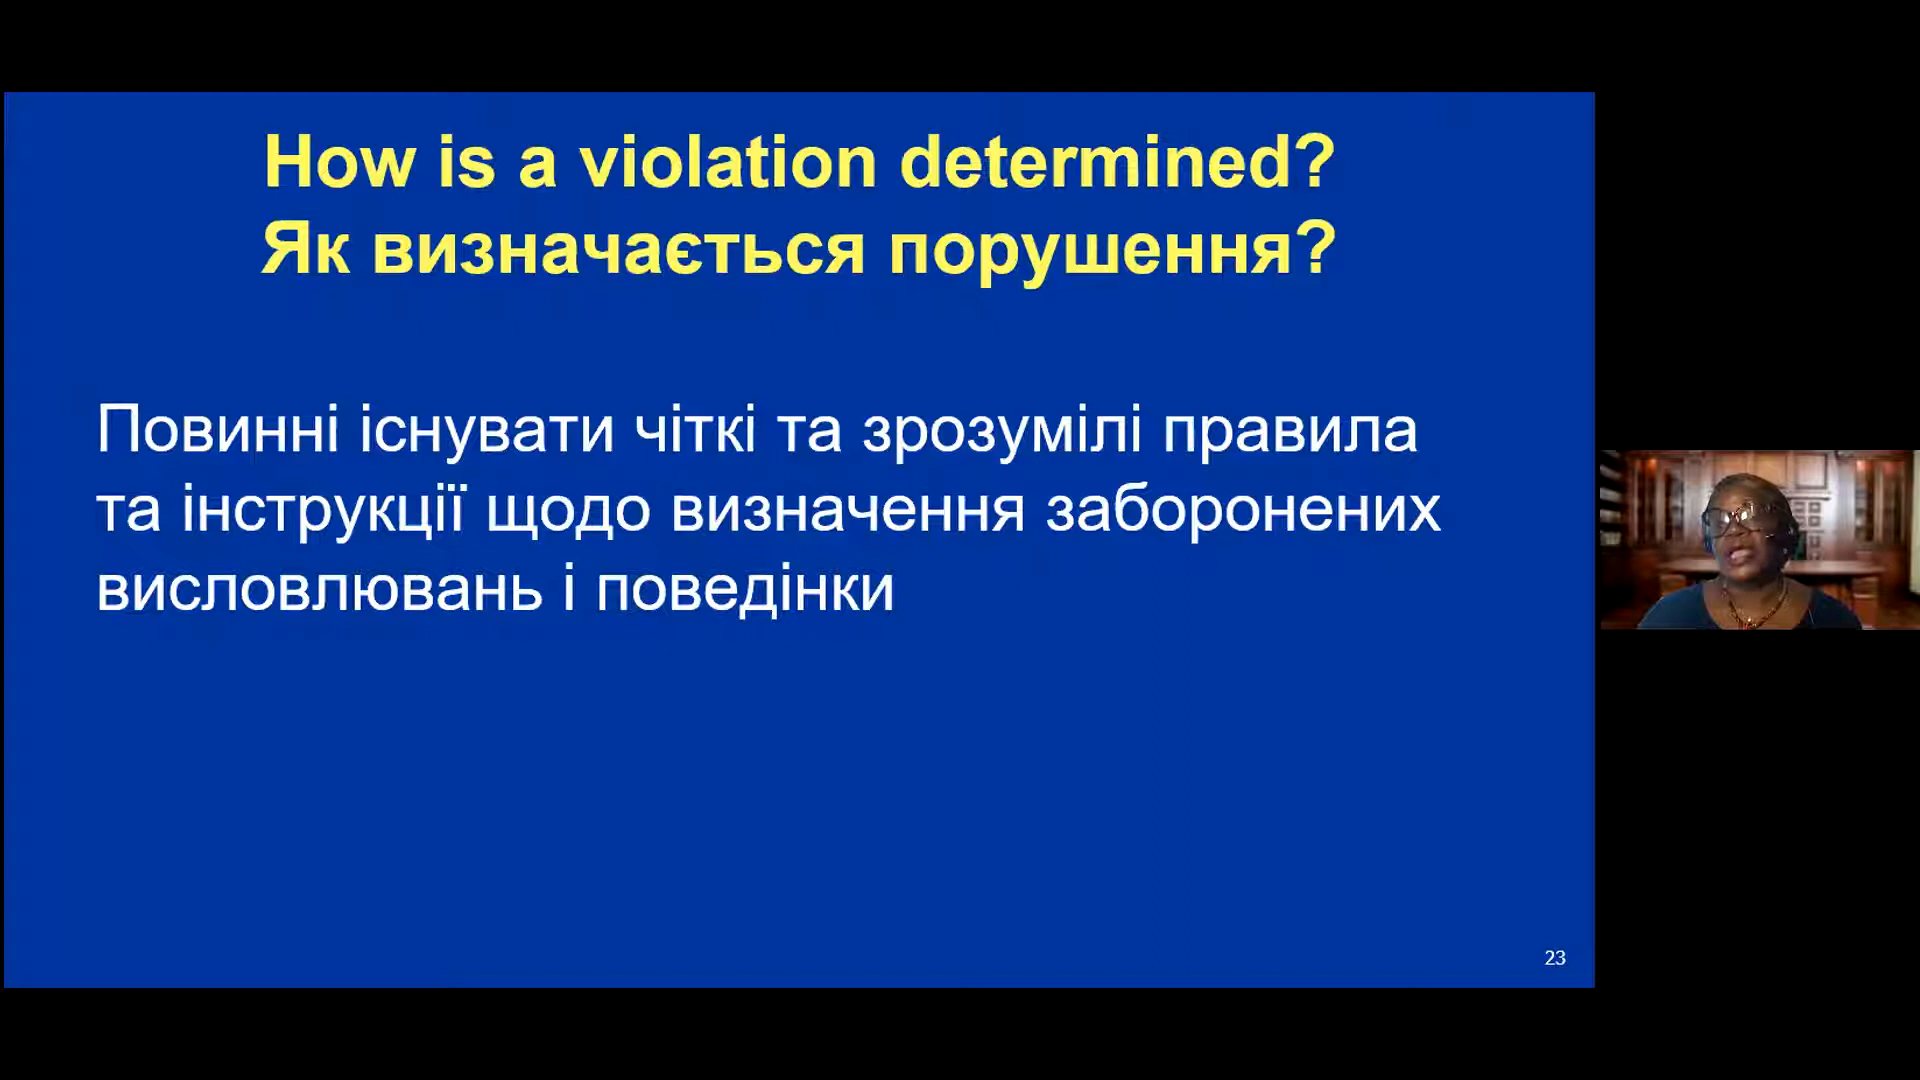 How is a violation determined?
Як визначається порушення?
Повинні існувати чіткі та зрозумілі правила
та інструкції щодо визначення заборонених
висловлювань і поведінки
23